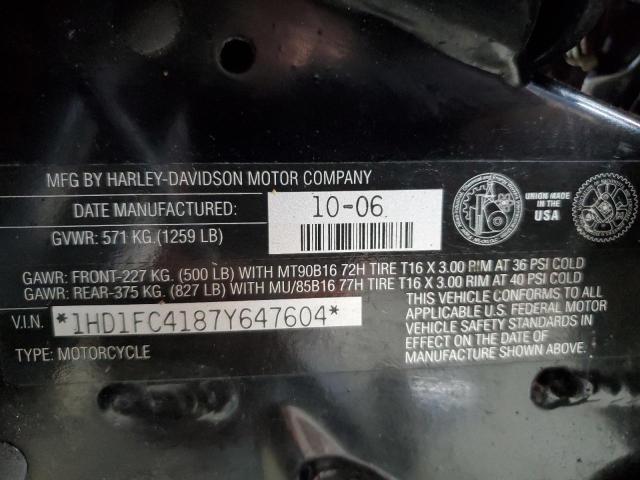 MFG BY HARLEY-DAVIDSON MOTOR COMPANY
DATE MANUFACTURED: 10-06
GVWR: 571 KG. (1259 LB)
UNION MADE
IN THE
USA
GAWR: FRONT-227 KG. (500 LB) WITH MT90B16 72H TIRE T16 X 3.00 RIM AT 36 PSI COLD
GAWR: REAR-375 KG. (827 LB) WITH MU/85B16 77H TIRE T16 X 3.00 RIM AT 40 PSI COLD
V.I.N. *1HD1FC4187Y647604*
TYPE: MOTORCYCLE
THIS VEHICLE CONFORMS TO ALL
APPLICABLE U.S. FEDERAL MOTOR
VEHICLE SAFETY STANDARDS IN
EFFECT ON THE DATE OF
MANUFACTURE SHOWN ABOVE.